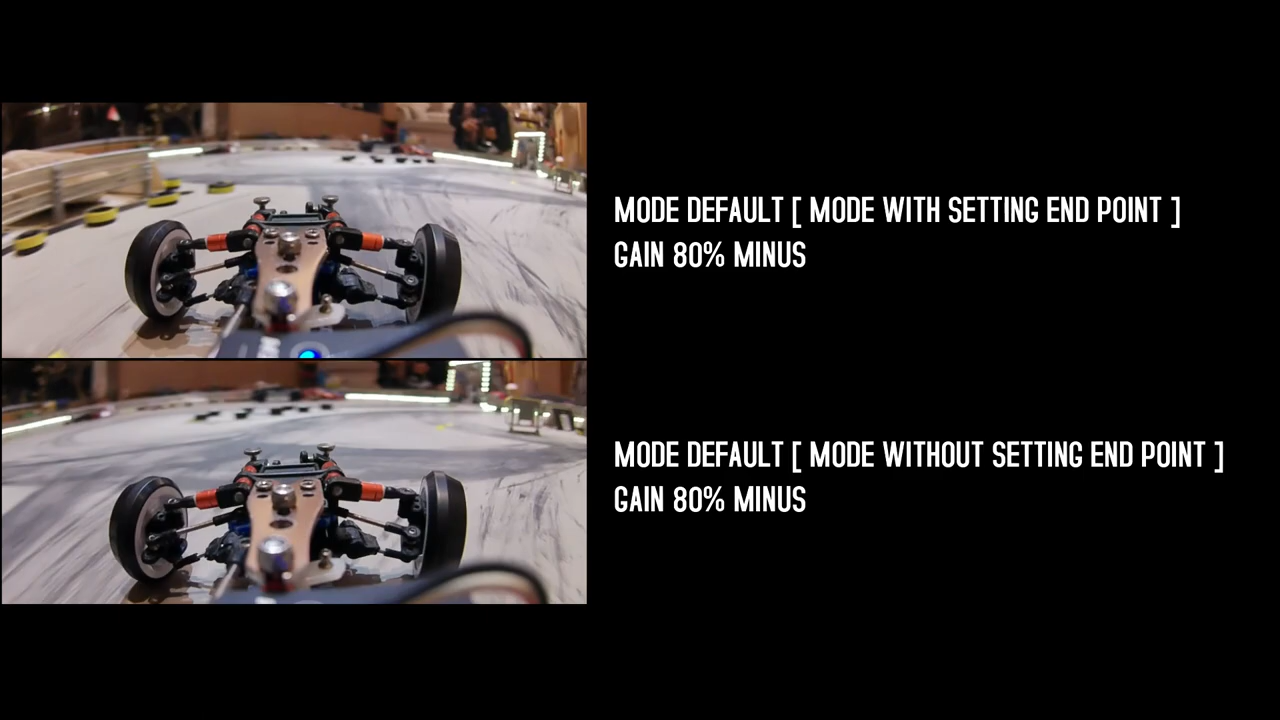 MODE DEFAULT [ MODE WITH SETTING END POINT ]
GAIN 80% MINUS
MODE DEFAULT [ MODE WITHOUT SETTING END POINT ]
GAIN 80% MINUS